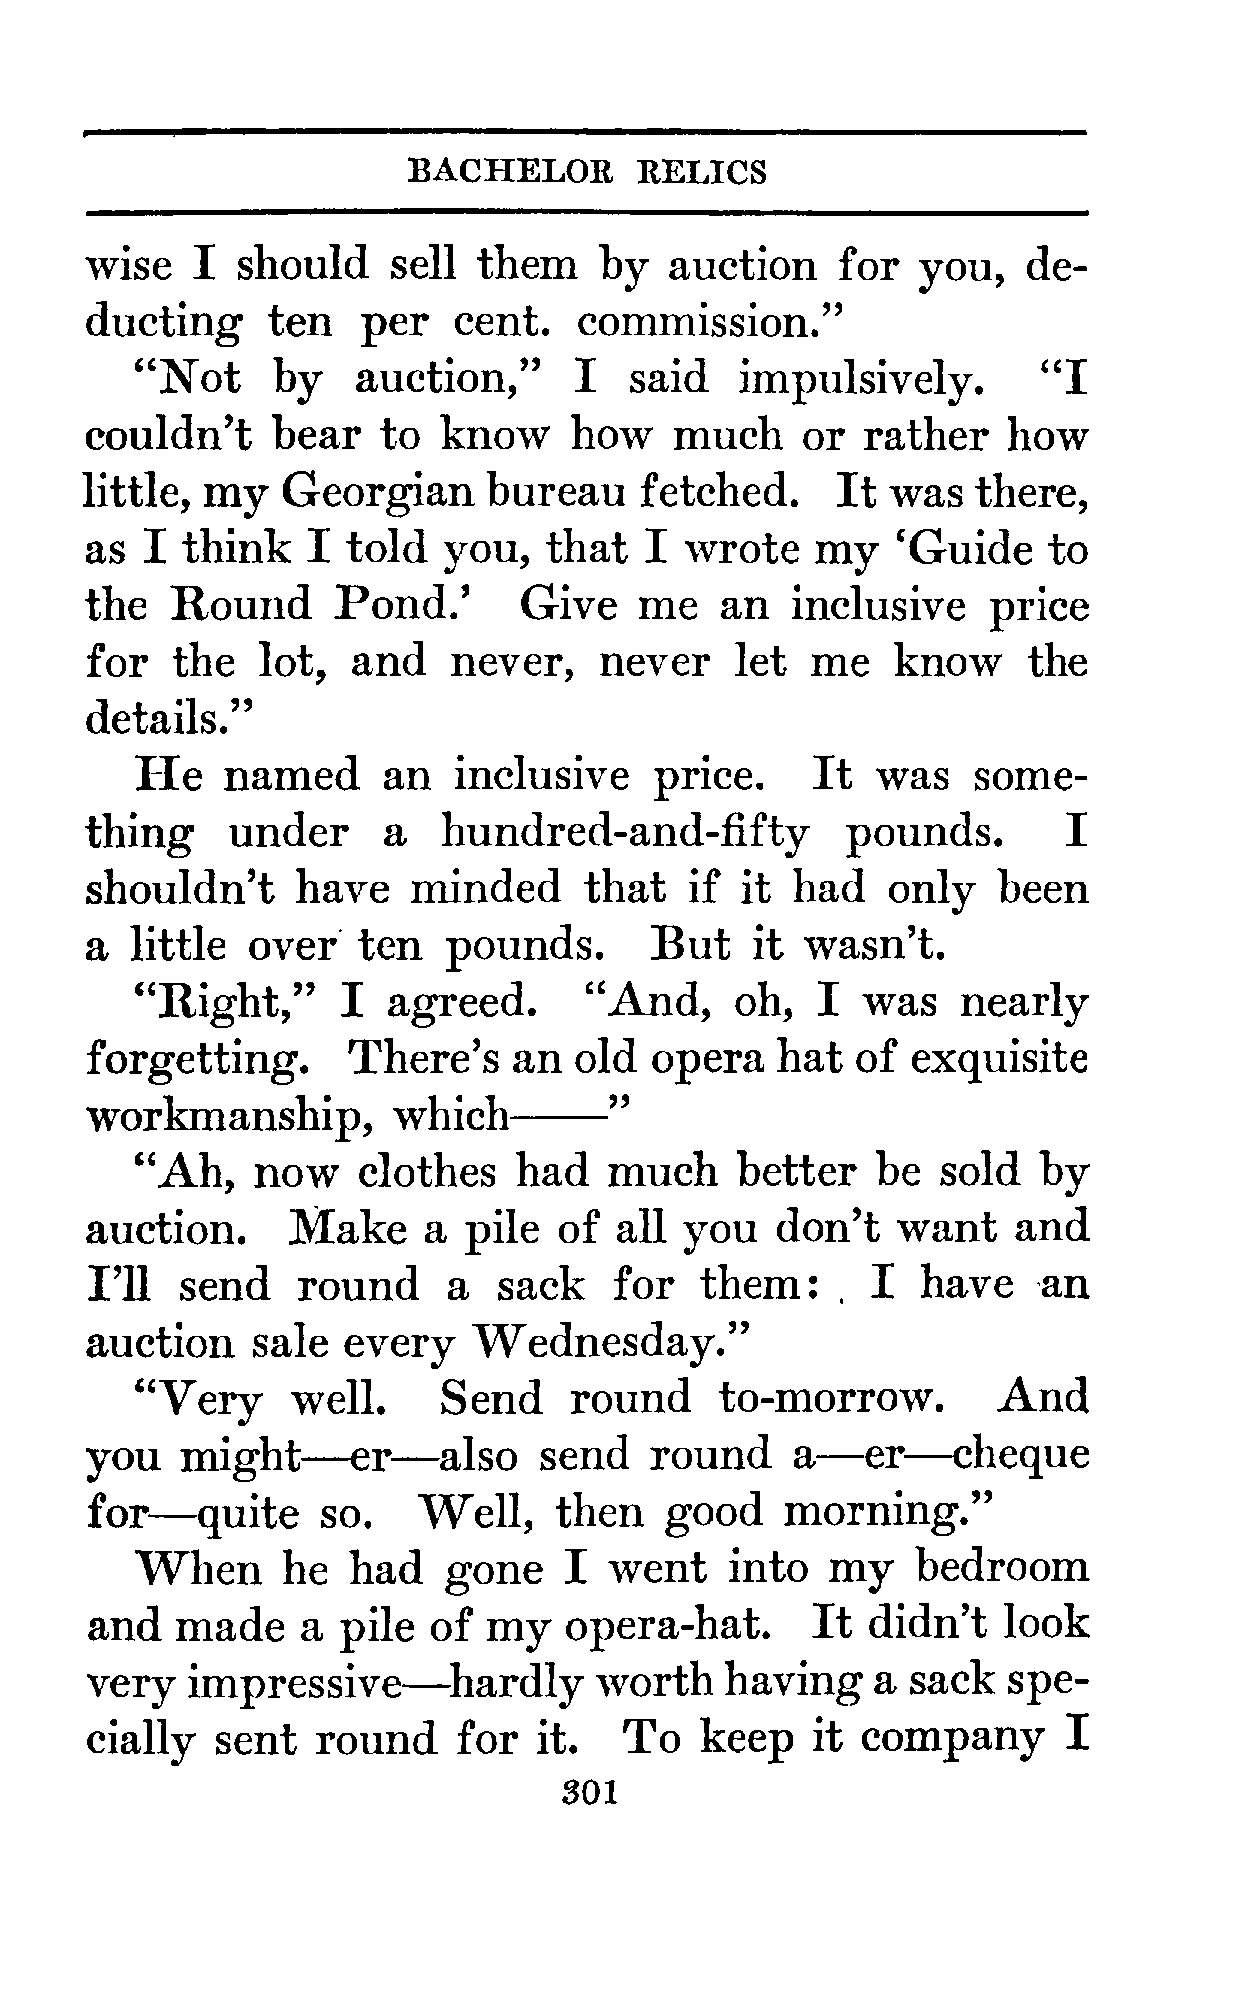 BACHELOR RELICS
wise I should sell them by auction for you, de-
ducting ten per cent. commission."
"Not by auction," I said impulsively. "I
couldn't bear to know how much or rather how
little, my Georgian bureau fetched. It was there,
as I think I told you, that I wrote my 'Guide to
the Round Pond.' Give me an inclusive price
for the lot, and never, never let me know the
details."
He named an inclusive price. It was some-
thing under a hundred-and-fifty pounds. I
shouldn't have minded that if it had only been
a little over ten pounds. But it wasn't.
"Right," I agreed. "And, oh, I was nearly
forgetting. There's an old opera hat of exquisite
workmanship, which——"
"Ah, now clothes had much better be sold by
auction. Make a pile of all you don't want and
I'll send round a sack for them: I have an
auction sale every Wednesday."
"Very well. Send round to-morrow. And
you might—er—also send round a—er—cheque
for—quite so. Well, then good morning."
When he had gone I went into my bedroom
and made a pile of my opera-hat. It didn't look
very impressive—hardly worth having a sack spe-
cially sent round for it. To keep it company I
301